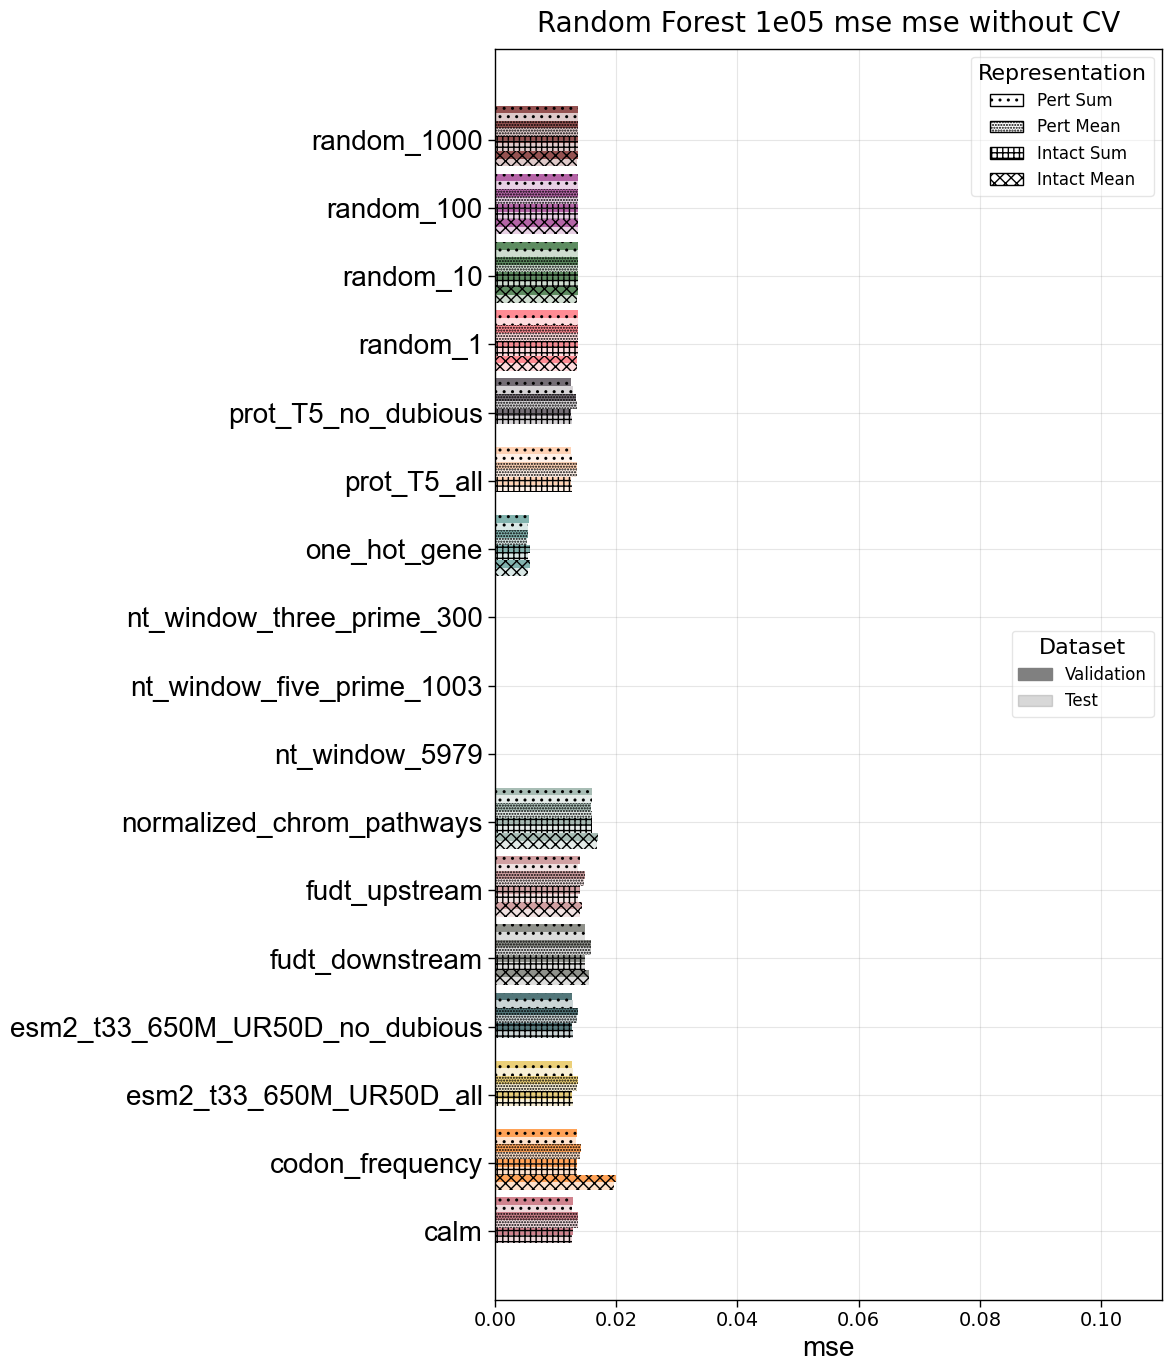 Random Forest 1e05 mse mse without CV
Representation
Pert Sum
Pert Mean
Intact Sum
Intact Mean
random_1000
random_100
random_10
random_1
prot_T5_no_dubious
prot_T5_all
one_hot_gene
nt_window_three_prime_300
Dataset
Validation
Test
nt_window_five_prime_1003
nt_window_5979
normalized_chrom_pathways
fudt_upstream
fudt_downstream
esm2_t33_650M_UR50D_no_dubious
esm2_t33_650M_UR50D_all
codon_frequency
calm
0.00 0.02 0.04 0.06 0.08 0.10
mse